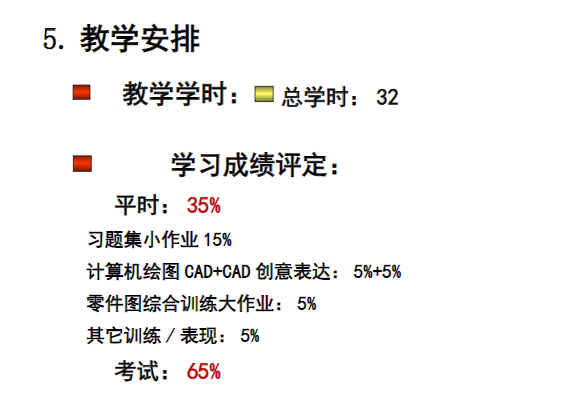 5. 教学安排
教学学时： 总学时： 32
学习成绩评定：
平时： 35%
习题集小作业 15%
计算机绘图 CAD+CAD 创意表达： 5%+5%
零件图综合训练大作业： 5%
其它训练 / 表现： 5%
考试： 65%